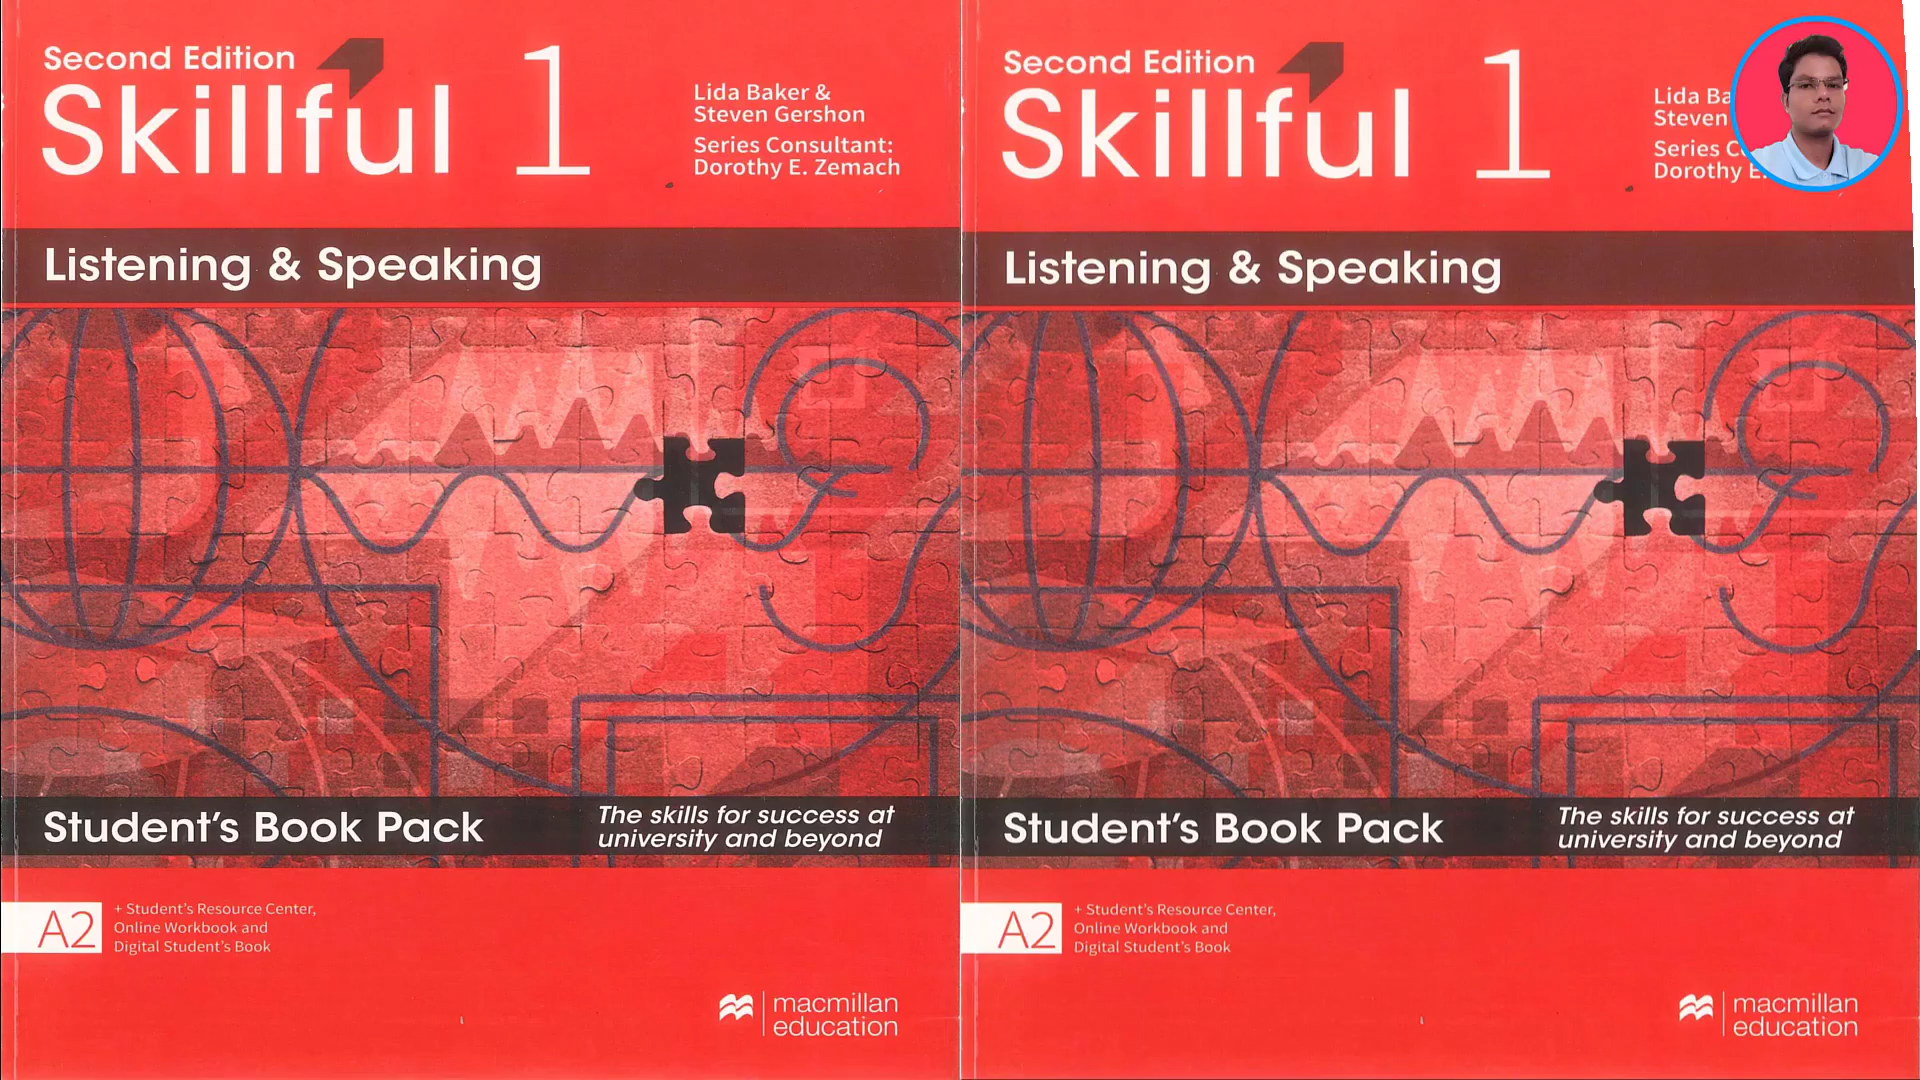 Second Edition
Skillful 1
Lida Baker &
Steven Gershon
Series Consultant:
Dorothy E. Zemach
Listening & Speaking
Student's Book Pack
The skills for success at
university and beyond
A2
+ Student's Resource Center,
Online Workbook and
Digital Student's Book
macmillan
education
Second Edition
Skillful 1
Lida Ba
Steven
Series C
Dorothy E.
Listening & Speaking
Student's Book Pack
The skills for success at
university and beyond
A2
+ Student's Resource Center,
Online Workbook and
Digital Student's Book
macmillan
education